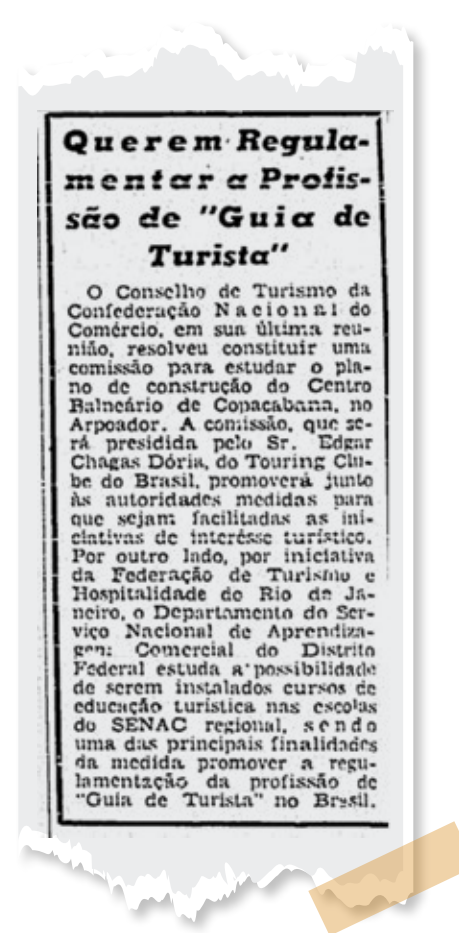 Querem Regula-
mentar a Profis-
são de "Guia de
Turista"
O Conselho de Turismo da
Confederação Nacional do
Comércio, em sua última reu-
nião, resolveu constituir uma
comissão para estudar o pla-
no de construção do Centro
Balneário de Copacabana, no
Arpoador. A comissão, que se-
rá presidida pelo Sr. Edgar
Chagas Dória, do Touring Clu-
be do Brasil, promoverá junto
às autoridades medidas para
que sejam facilitadas as ini-
ciativas de interêsse turístico.
Por outro lado, por iniciativa
da Federação de Turismo e
Hospitalidade do Rio de Ja-
neiro, o Departamento do Ser-
viço Nacional de Aprendiza-
gem Comercial do Distrito
Federal estuda a possibilidade
de serem instalados cursos de
educação turística nas escolas
do SENAC regional, sendo
uma das principais finalidades
da medida promover a regu-
lamentação da profissão de
"Guia de Turista" no Brasil.